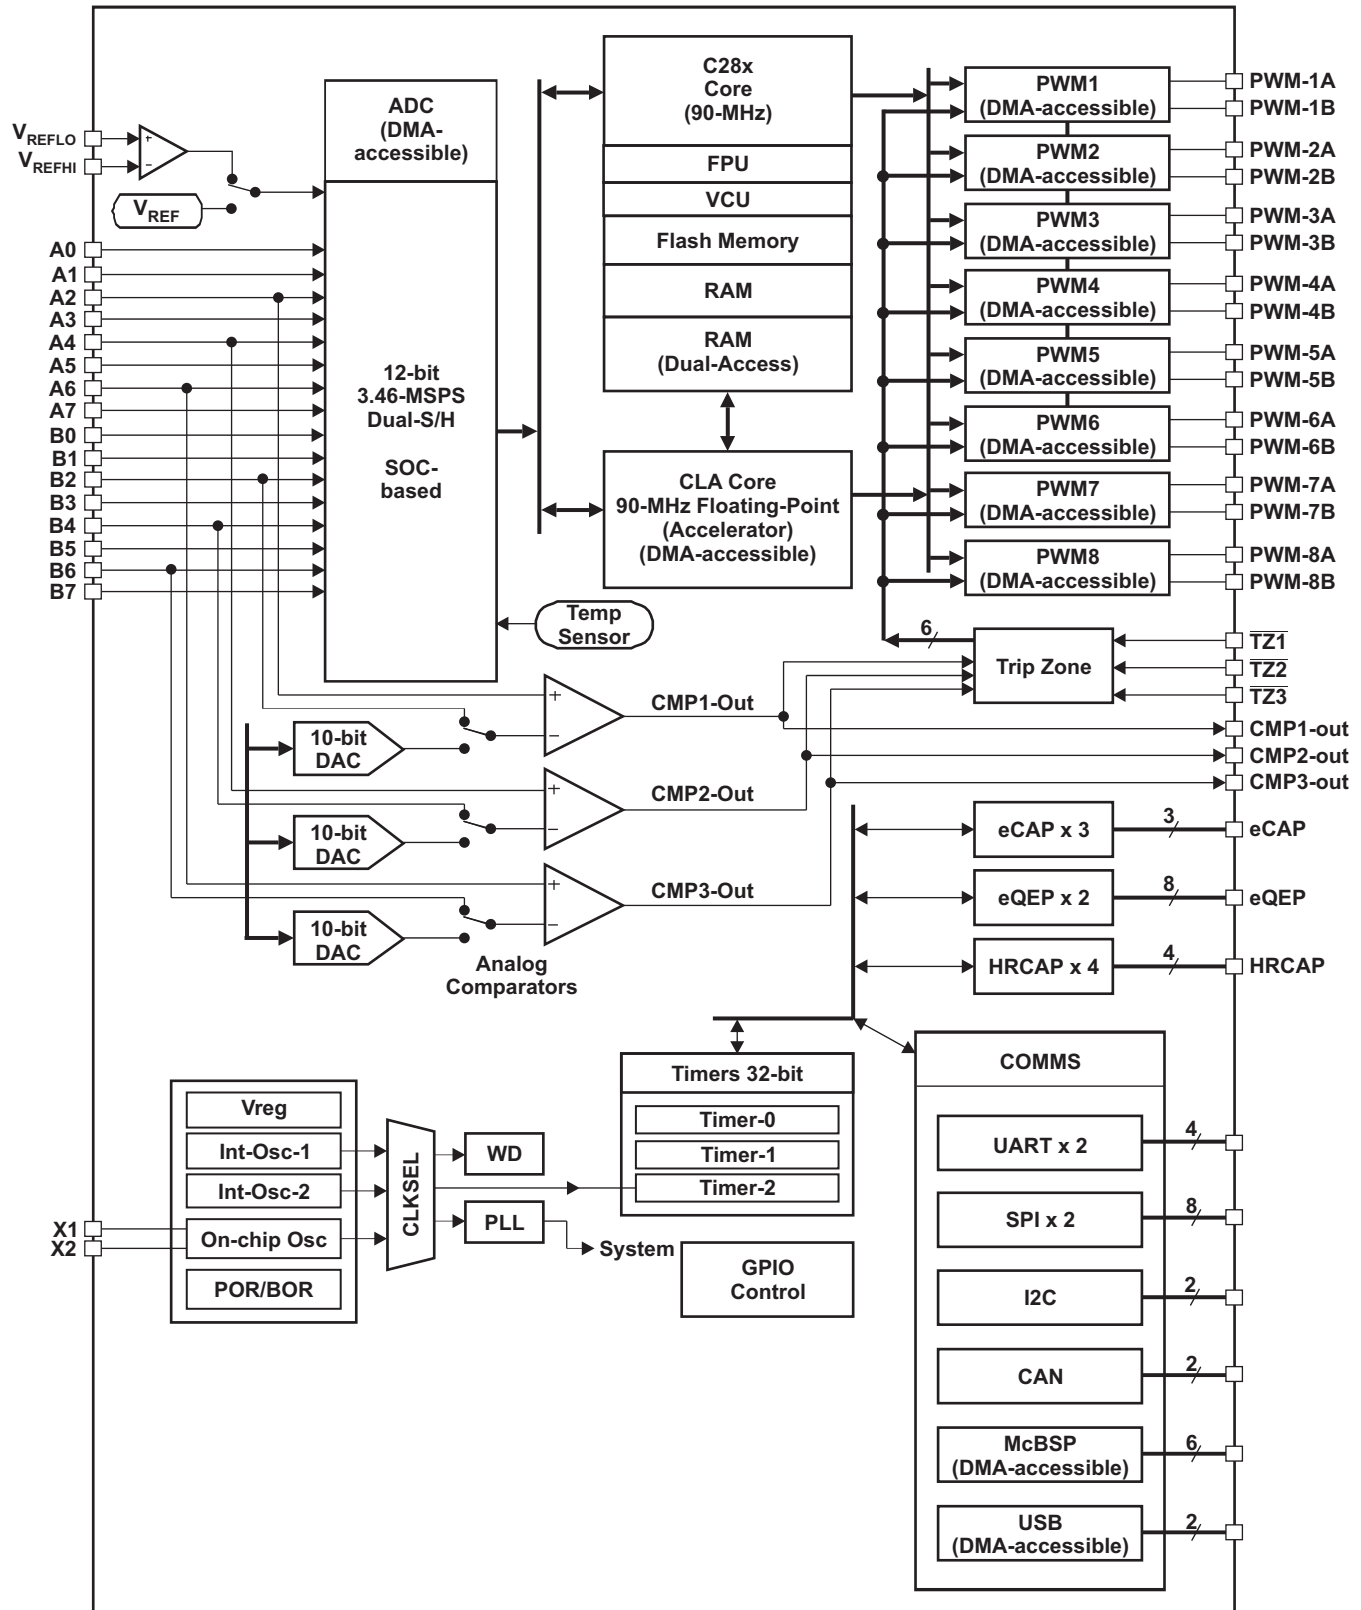 VREFLO
VREFHI
VREF
A0
A1
A2
A3
A4
A5
A6
A7
B0
B1
B2
B3
B4
B5
B6
B7
ADC
(DMA-
accessible)
12-bit
3.46-MSPS
Dual-S/H
SOC-
based
Temp
Sensor
C28x
Core
(90-MHz)
FPU
VCU
Flash Memory
RAM
RAM
(Dual-Access)
CLA Core
90-MHz Floating-Point
(Accelerator)
(DMA-accessible)
PWM1
(DMA-accessible)
PWM2
(DMA-accessible)
PWM3
(DMA-accessible)
PWM4
(DMA-accessible)
PWM5
(DMA-accessible)
PWM6
(DMA-accessible)
PWM7
(DMA-accessible)
PWM8
(DMA-accessible)
PWM-1A
PWM-1B
PWM-2A
PWM-2B
PWM-3A
PWM-3B
PWM-4A
PWM-4B
PWM-5A
PWM-5B
PWM-6A
PWM-6B
PWM-7A
PWM-7B
PWM-8A
PWM-8B
6
Trip Zone
TZ1
TZ2
TZ3
CMP1-out
CMP2-out
CMP3-out
10-bit
DAC
10-bit
DAC
10-bit
DAC
CMP1-Out
CMP2-Out
CMP3-Out
Analog
Comparators
eCAP x 3
3
eCAP
eQEP x 2
8
eQEP
HRCAP x 4
4
HRCAP
Vreg
Int-Osc-1
Int-Osc-2
On-chip Osc
POR/BOR
X1
X2
CLKSEL
WD
PLL
System
Timers 32-bit
Timer-0
Timer-1
Timer-2
GPIO
Control
COMMS
UART x 2
4
SPI x 2
8
I2C
2
CAN
2
McBSP
(DMA-accessible)
6
USB
(DMA-accessible)
2